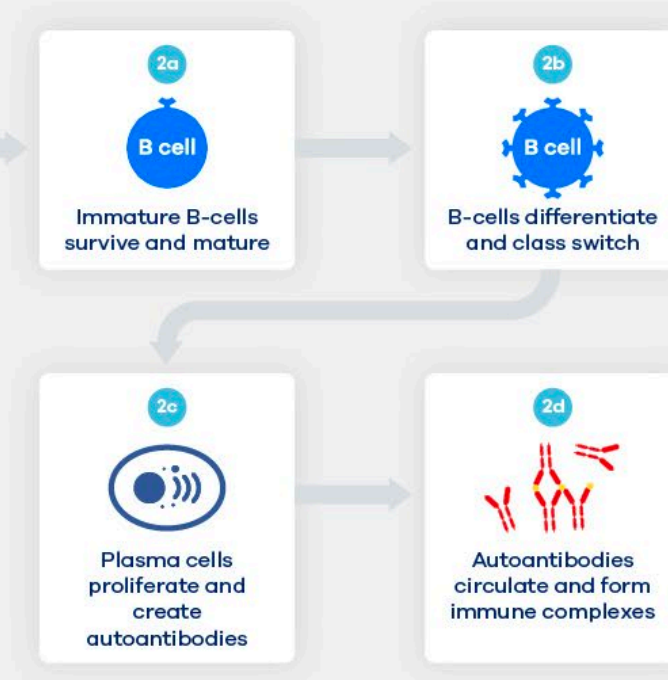 2a
B cell
Immature B-cells
survive and mature
2b
B cell
B-cells differentiate
and class switch
2c
Plasma cells
proliferate and
create
autoantibodies
2d
Autoantibodies
circulate and form
immune complexes